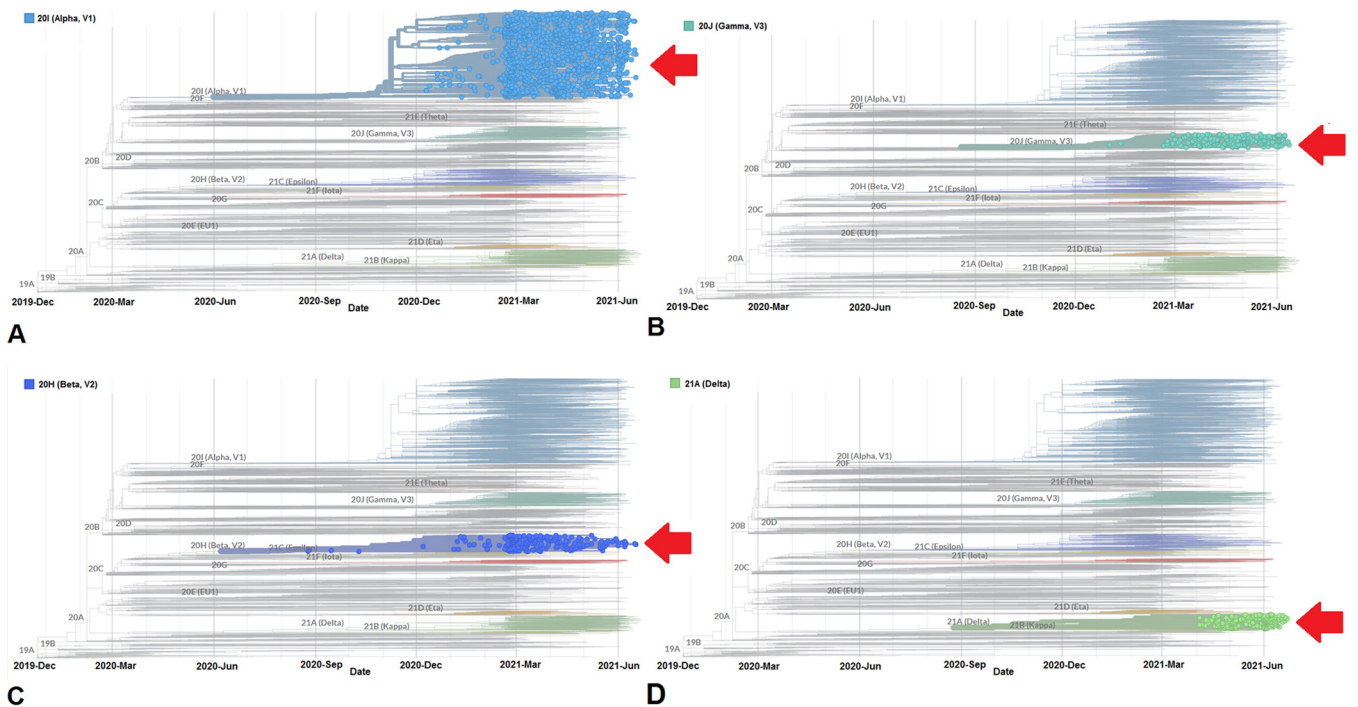 20I (Alpha, V1)
20I (Alpha, V1)
20F
21E (Theta)
20J (Gamma, V3)
20B
20D
20H (Beta, V2)
21C (Epsilon)
21F (Iota)
20C
20G
20E (EU1)
20A
21D (Eta)
21A (Delta)
21B (Kappa)
19B
19A
2019-Dec 2020-Mar 2020-Jun 2020-Sep 2020-Dec 2021-Mar 2021-Jun
Date
A
20J (Gamma, V3)
20I (Alpha, V1)
20F
21E (Theta)
20J (Gamma, V3)
20B
20D
20H (Beta, V2)
21C (Epsilon)
21F (Iota)
20C
20G
20E (EU1)
20A
21D (Eta)
21A (Delta)
21B (Kappa)
19B
19A
2019-Dec 2020-Mar 2020-Jun 2020-Sep 2020-Dec 2021-Mar 2021-Jun
Date
B
20H (Beta, V2)
20I (Alpha, V1)
20F
21E (Theta)
20J (Gamma, V3)
20B
20D
20H (Beta, V2)
21C (Epsilon)
21F (Iota)
20C
20G
20E (EU1)
20A
21D (Eta)
21A (Delta)
21B (Kappa)
19B
19A
2019-Dec 2020-Mar 2020-Jun 2020-Sep 2020-Dec 2021-Mar 2021-Jun
Date
C
21A (Delta)
20I (Alpha, V1)
20F
21E (Theta)
20J (Gamma, V3)
20B
20D
20H (Beta, V2)
21C (Epsilon)
21F (Iota)
20C
20G
20E (EU1)
20A
21D (Eta)
21A (Delta)
21B (Kappa)
19B
19A
2019-Dec 2020-Mar 2020-Jun 2020-Sep 2020-Dec 2021-Mar 2021-Jun
Date
D